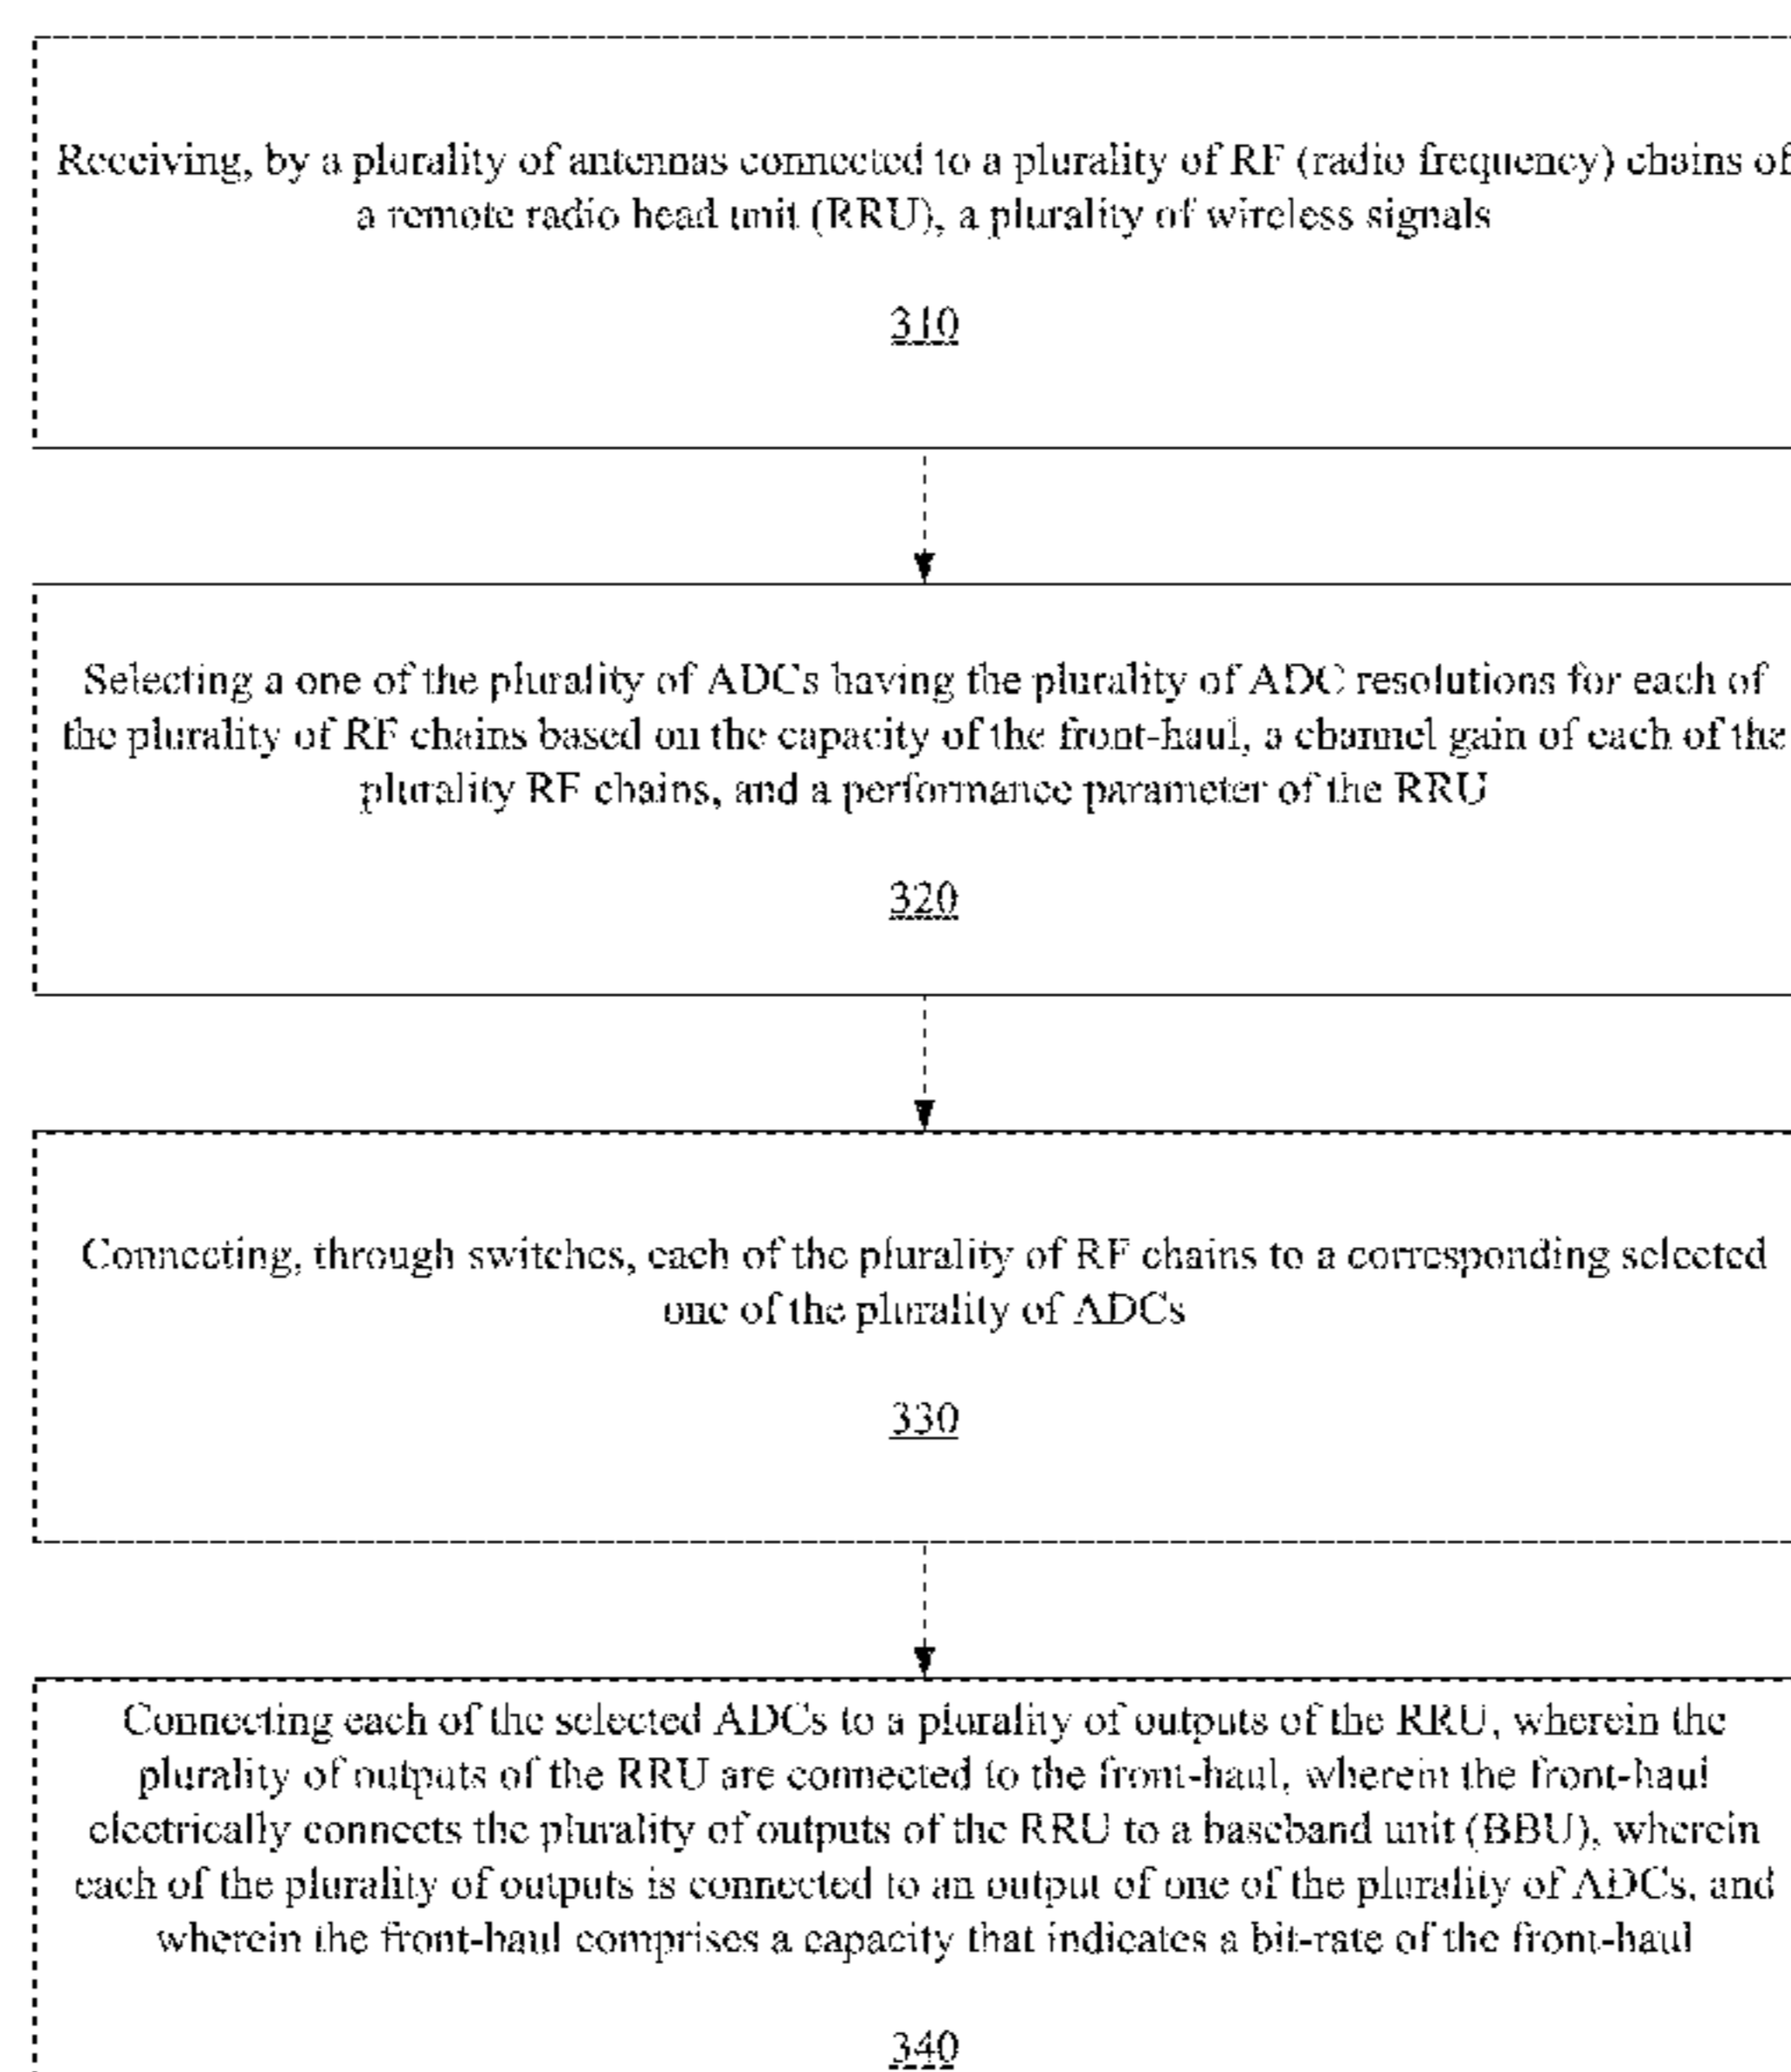 Receiving, by a plurality of antennas connected to a plurality of RF (radio frequency) chains of
a remote radio head unit (RRU), a plurality of wireless signals
310
Selecting a one of the plurality of ADCs having the plurality of ADC resolutions for each of
the plurality of RF chains based on the capacity of the front-haul, a channel gain of each of the
plurality RF chains, and a performance parameter of the RRU
320
Connecting, through switches, each of the plurality of RF chains to a corresponding selected
one of the plurality of ADCs
330
Connecting each of the selected ADCs to a plurality of outputs of the RRU, wherein the
plurality of outputs of the RRU are connected to the front-haul, wherein the front-haul
electrically connects the plurality of outputs of the RRU to a baseband unit (BBU), wherein
each of the plurality of outputs is connected to an output of one of the plurality of ADCs, and
wherein the front-haul comprises a capacity that indicates a bit-rate of the front-haul
340